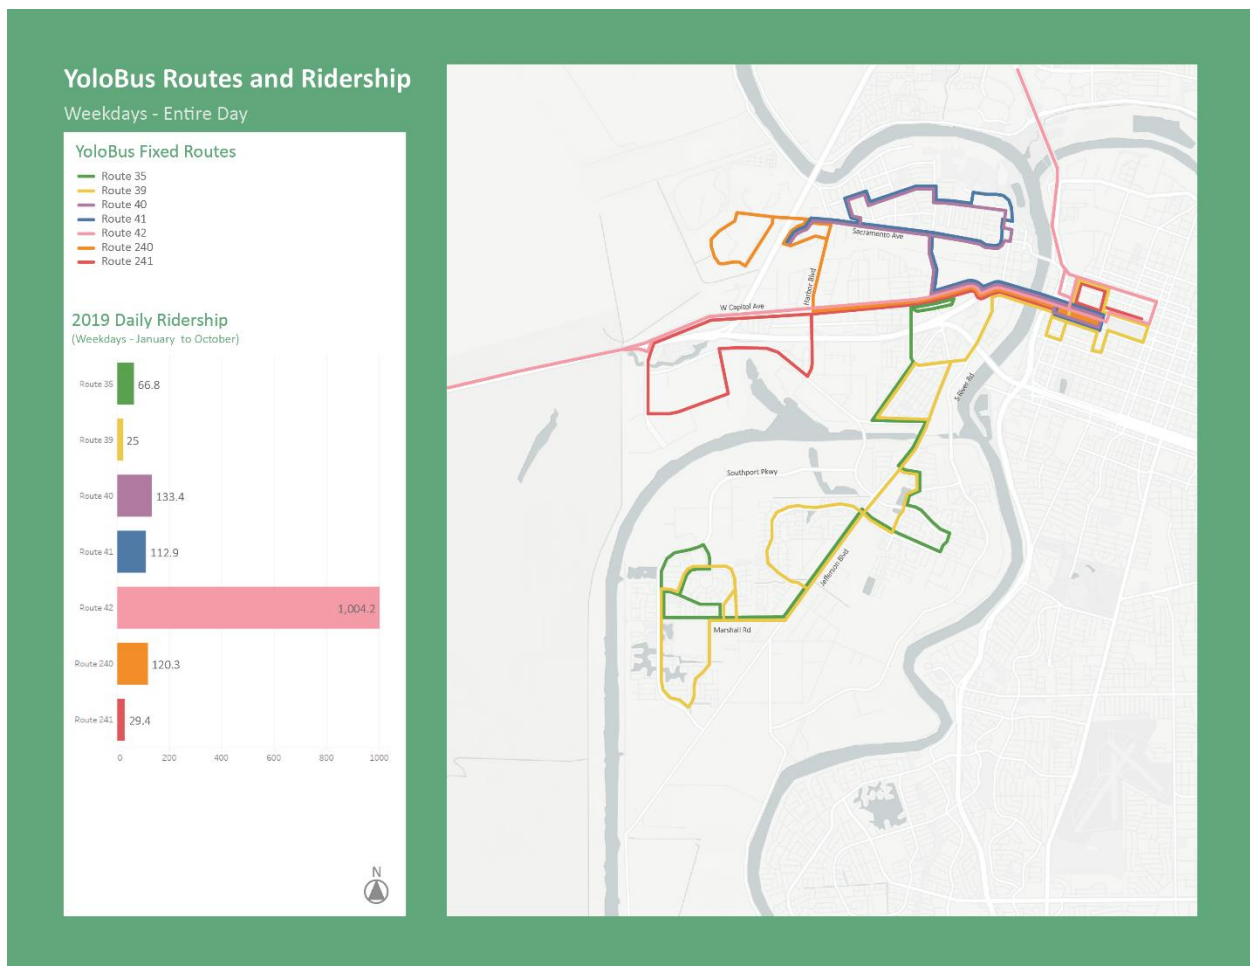 YoloBus Routes and Ridership
Weekdays - Entire Day
YoloBus Fixed Routes
Route 35
Route 39
Route 40
Route 41
Route 42
Route 240
Route 241
2019 Daily Ridership
(Weekdays - January to October)
Route 35 66.8
Route 39 25
Route 40 133.4
Route 41 112.9
Route 42 1,004.2
Route 240 120.3
Route 241 29.4
0 200 400 600 800 1000
N
Sacramento Ave
Harbor Blvd
W Capitol Ave
S River Rd
Southport Pkwy
Jefferson Blvd
Marshall Rd